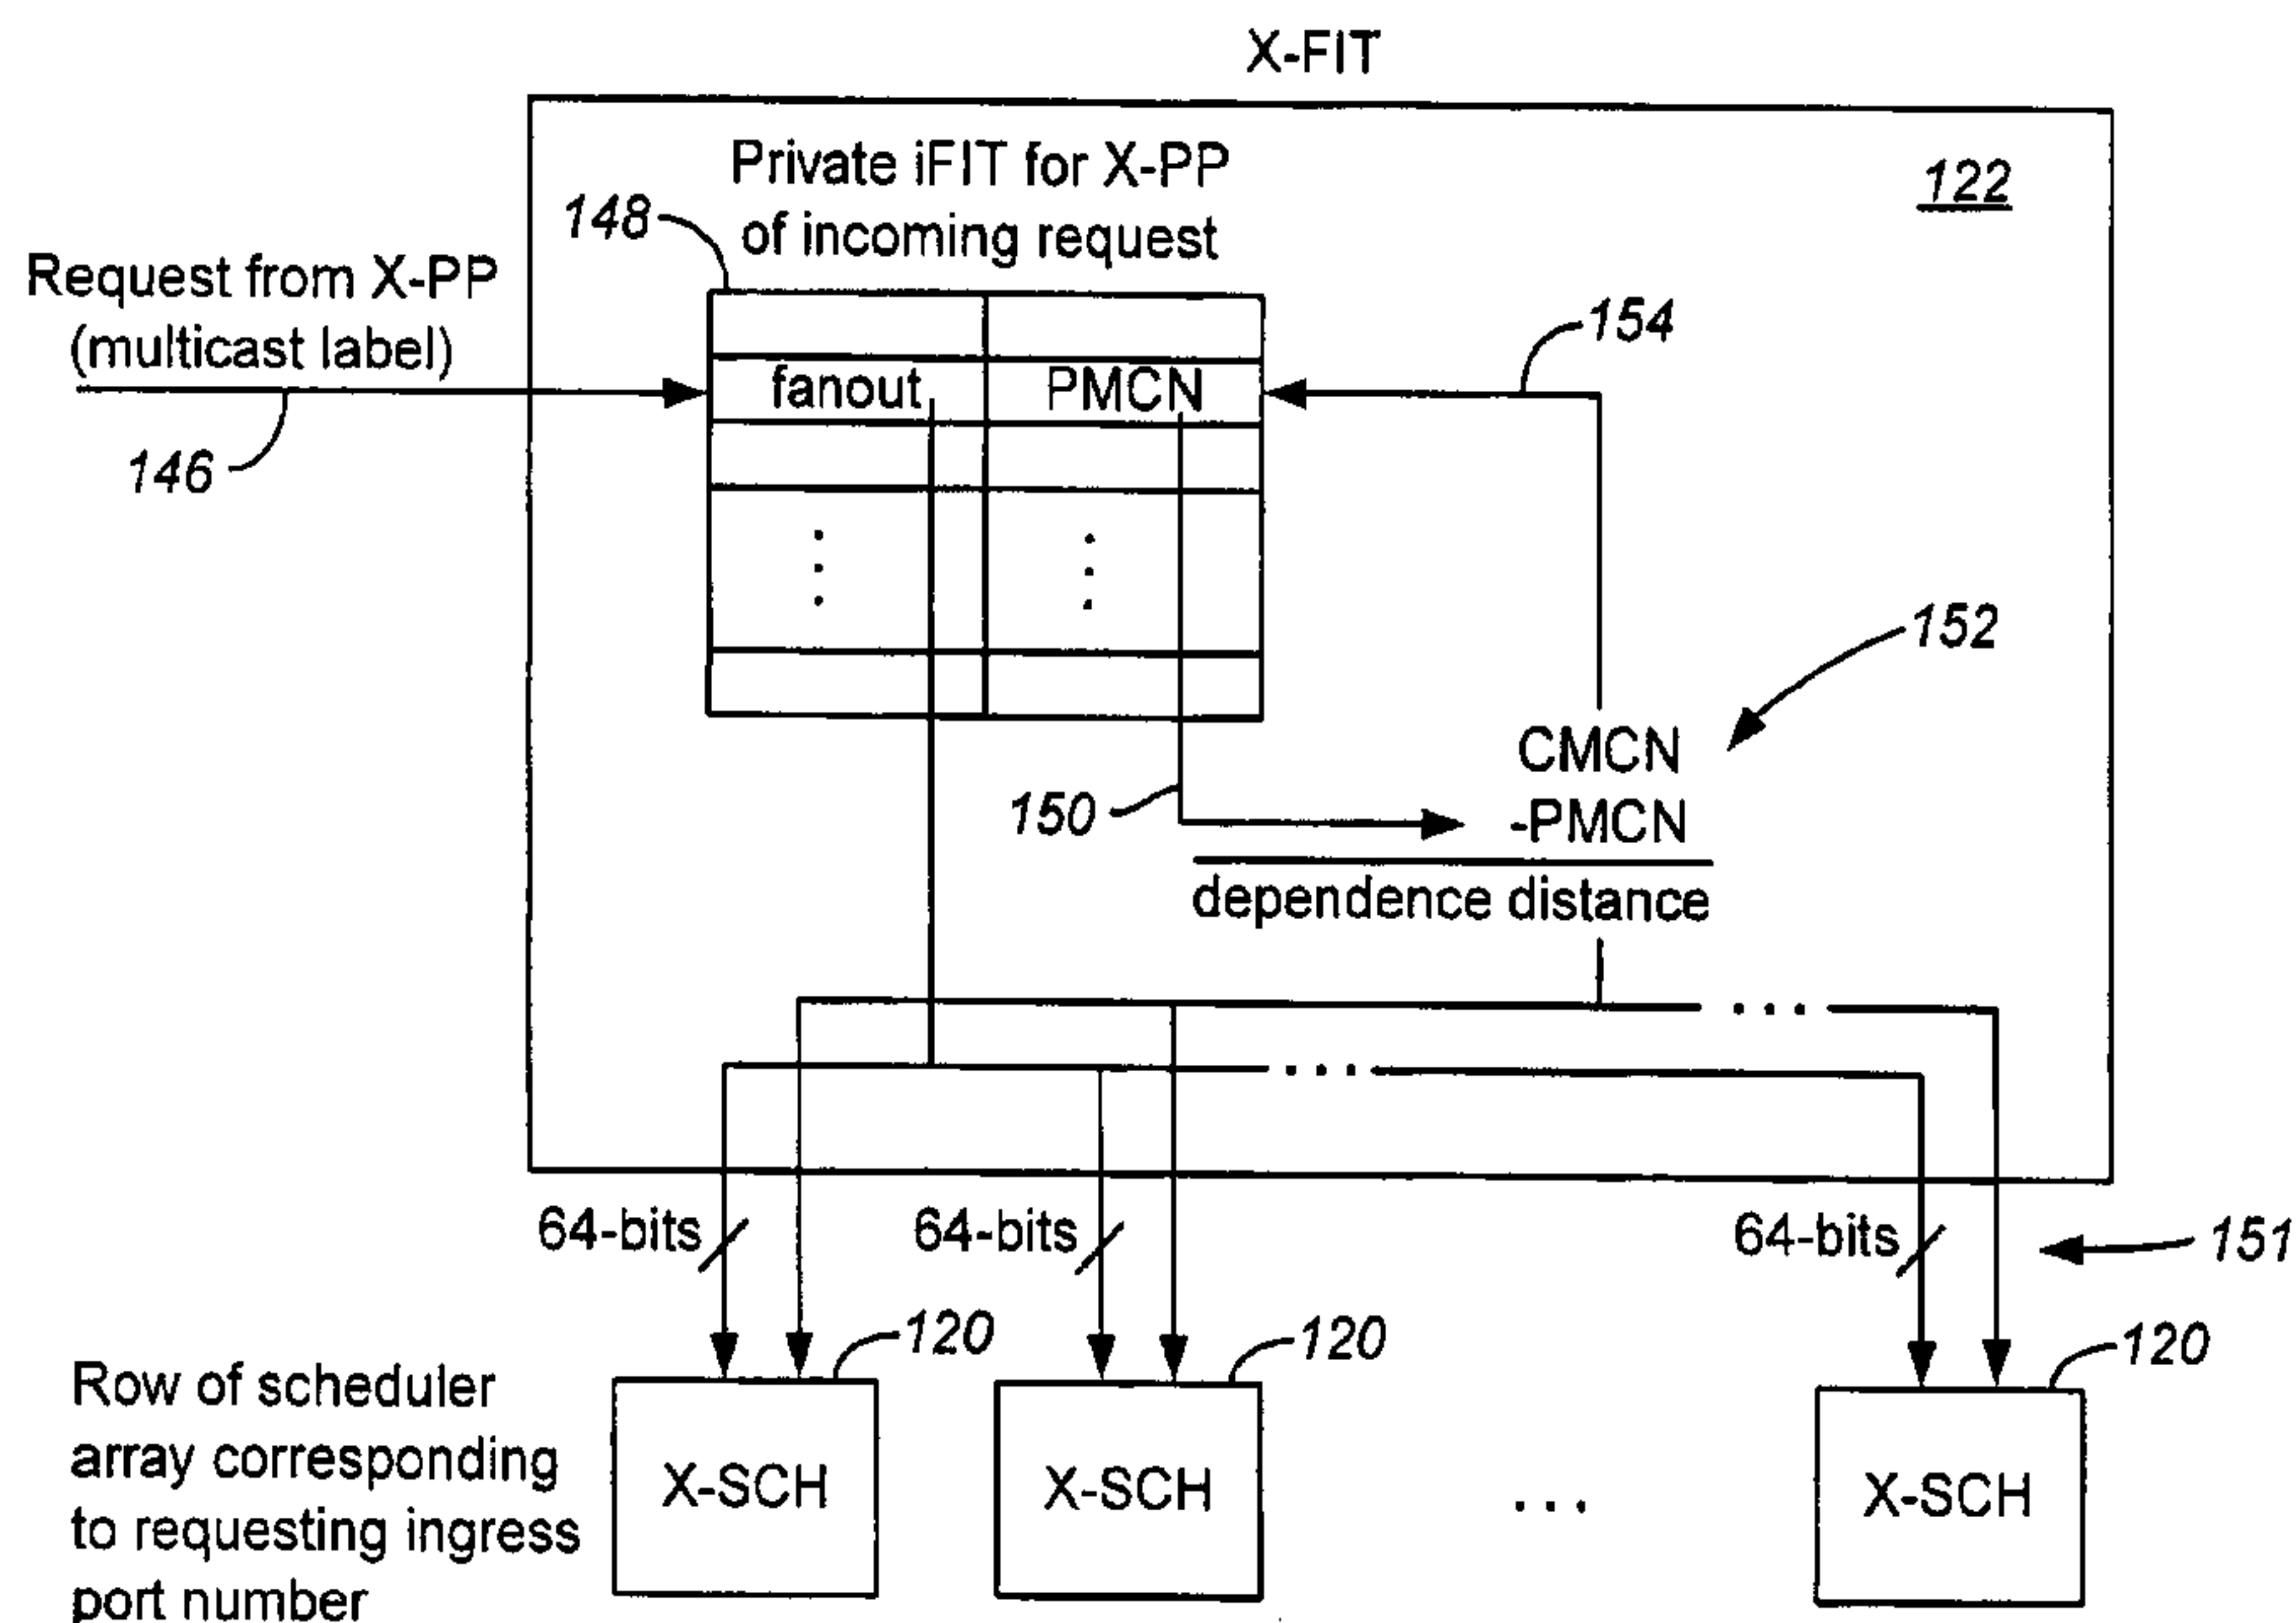 X-FIT
Private iFIT for X-PP
of incoming request
122
148
Request from X-PP
(multicast label)
146
fanout
PMCN
154
152
CMCN
-PMCN
150
dependence distance
64-bits
64-bits
64-bits
151
120
120
120
Row of scheduler
array corresponding
to requesting ingress
port number
X-SCH
X-SCH
X-SCH